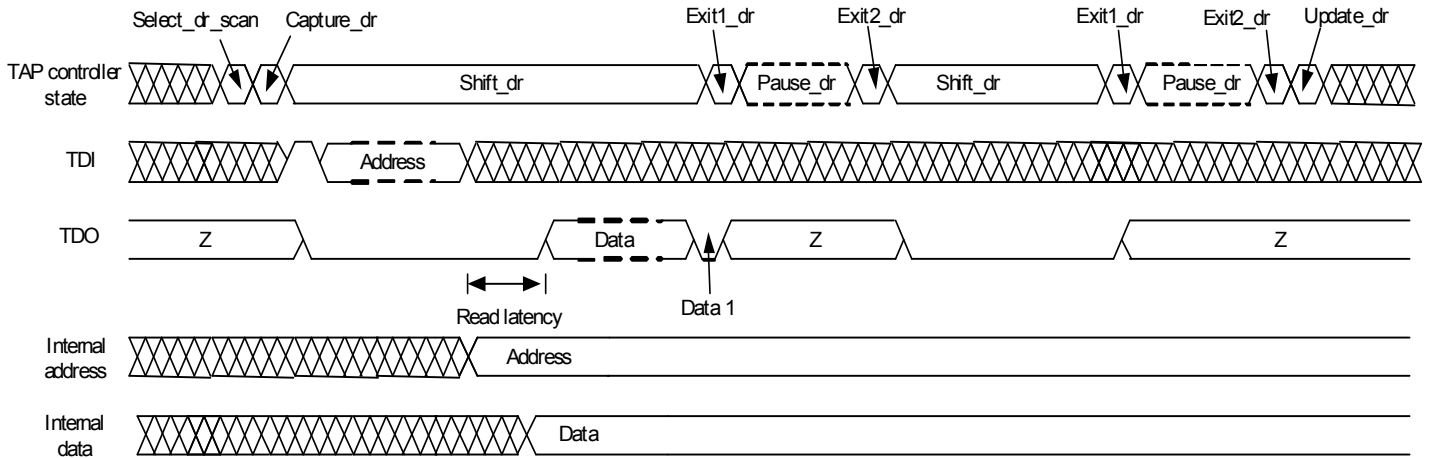 Select_dr_scan Capture_dr Exit1_dr Exit2_dr Exit1_dr Exit2_dr Update_dr
TAP controller
state
Shift_dr Pause_dr Shift_dr Pause_dr
TDI Address
TDO Z Data Z Z
Read latency Data 1
Internal
address
Address
Internal
data
Data